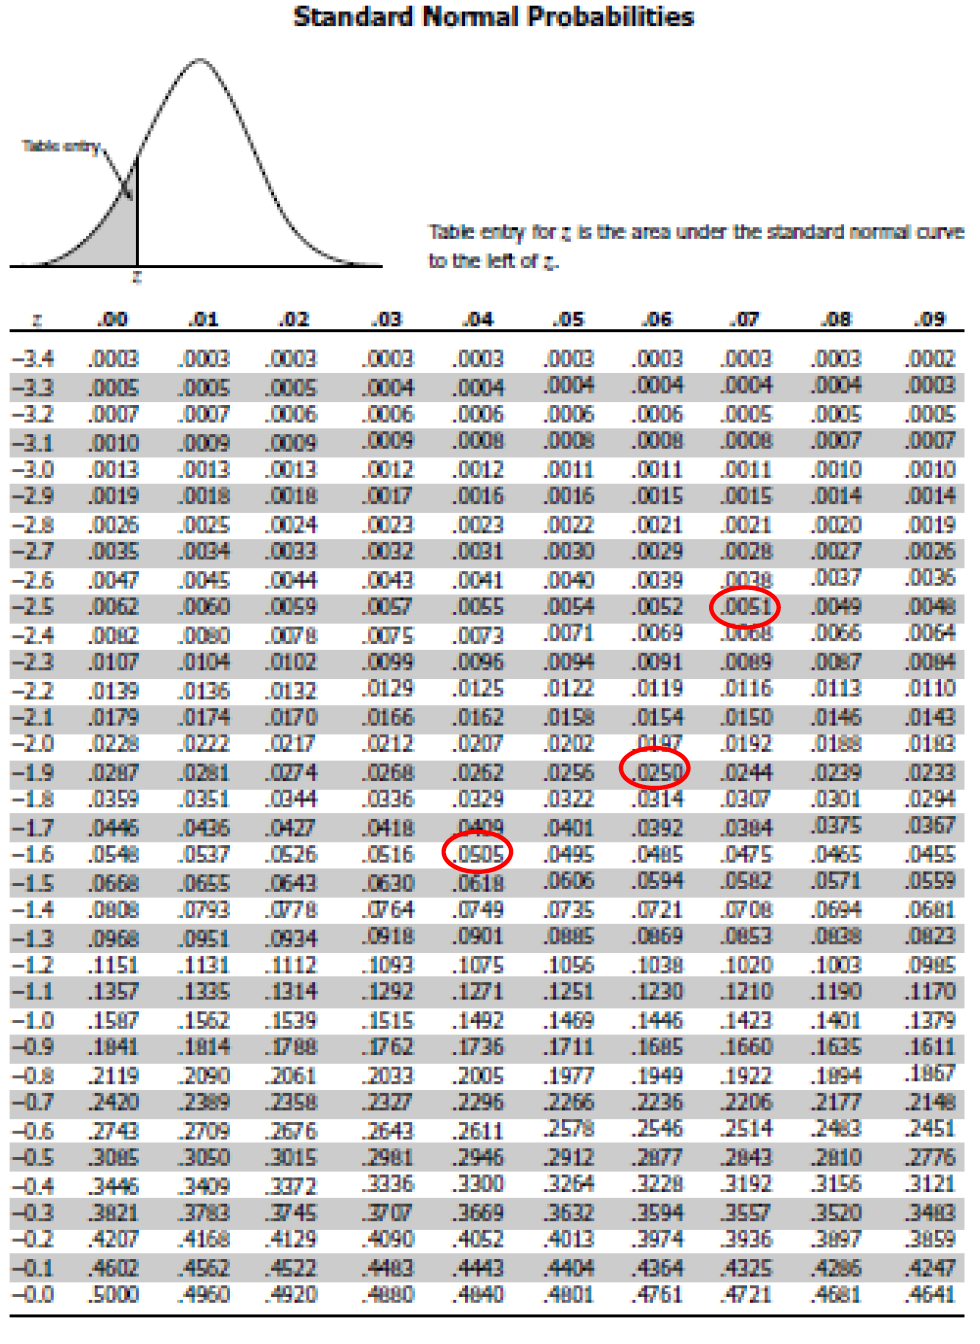 Standard Normal Probabilities
Table entry
z
Table entry for z is the area under the standard normal curve
to the left of z.
z .00 .01 .02 .03 .04 .05 .06 .07 .08 .09
−3.4 .0003 .0003 .0003 .0003 .0003 .0003 .0003 .0003 .0003 .0002
−3.3 .0005 .0005 .0005 .0004 .0004 .0004 .0004 .0004 .0004 .0003
−3.2 .0007 .0007 .0006 .0006 .0006 .0006 .0006 .0005 .0005 .0005
−3.1 .0010 .0009 .0009 .0009 .0008 .0008 .0008 .0008 .0007 .0007
−3.0 .0013 .0013 .0013 .0012 .0012 .0011 .0011 .0011 .0010 .0010
−2.9 .0019 .0018 .0018 .0017 .0016 .0016 .0015 .0015 .0014 .0014
−2.8 .0026 .0025 .0024 .0023 .0023 .0022 .0021 .0021 .0020 .0019
−2.7 .0035 .0034 .0033 .0032 .0031 .0030 .0029 .0028 .0027 .0026
−2.6 .0047 .0045 .0044 .0043 .0041 .0040 .0039 .0038 .0037 .0036
−2.5 .0062 .0060 .0059 .0057 .0055 .0054 .0052 .0051 .0049 .0048
−2.4 .0082 .0080 .0078 .0075 .0073 .0071 .0069 .0068 .0066 .0064
−2.3 .0107 .0104 .0102 .0099 .0096 .0094 .0091 .0089 .0087 .0084
−2.2 .0139 .0136 .0132 .0129 .0125 .0122 .0119 .0116 .0113 .0110
−2.1 .0179 .0174 .0170 .0166 .0162 .0158 .0154 .0150 .0146 .0143
−2.0 .0228 .0222 .0217 .0212 .0207 .0202 .0197 .0192 .0188 .0183
−1.9 .0287 .0281 .0274 .0268 .0262 .0256 .0250 .0244 .0239 .0233
−1.8 .0359 .0351 .0344 .0336 .0329 .0322 .0314 .0307 .0301 .0294
−1.7 .0446 .0436 .0427 .0418 .0409 .0401 .0392 .0384 .0375 .0367
−1.6 .0548 .0537 .0526 .0516 .0505 .0495 .0485 .0475 .0465 .0455
−1.5 .0668 .0655 .0643 .0630 .0618 .0606 .0594 .0582 .0571 .0559
−1.4 .0808 .0793 .0778 .0764 .0749 .0735 .0721 .0708 .0694 .0681
−1.3 .0968 .0951 .0934 .0918 .0901 .0885 .0869 .0853 .0838 .0823
−1.2 .1151 .1131 .1112 .1093 .1075 .1056 .1038 .1020 .1003 .0985
−1.1 .1357 .1335 .1314 .1292 .1271 .1251 .1230 .1210 .1190 .1170
−1.0 .1587 .1562 .1539 .1515 .1492 .1469 .1446 .1423 .1401 .1379
−0.9 .1841 .1814 .1788 .1762 .1736 .1711 .1685 .1660 .1635 .1611
−0.8 .2119 .2090 .2061 .2033 .2005 .1977 .1949 .1922 .1894 .1867
−0.7 .2420 .2389 .2358 .2327 .2296 .2266 .2236 .2206 .2177 .2148
−0.6 .2743 .2709 .2676 .2643 .2611 .2578 .2546 .2514 .2483 .2451
−0.5 .3085 .3050 .3015 .2981 .2946 .2912 .2877 .2843 .2810 .2776
−0.4 .3446 .3409 .3372 .3336 .3300 .3264 .3228 .3192 .3156 .3121
−0.3 .3821 .3783 .3745 .3707 .3669 .3632 .3594 .3557 .3520 .3483
−0.2 .4207 .4168 .4129 .4090 .4052 .4013 .3974 .3936 .3897 .3859
−0.1 .4602 .4562 .4522 .4483 .4443 .4404 .4364 .4325 .4286 .4247
−0.0 .5000 .4960 .4920 .4880 .4840 .4801 .4761 .4721 .4681 .4641